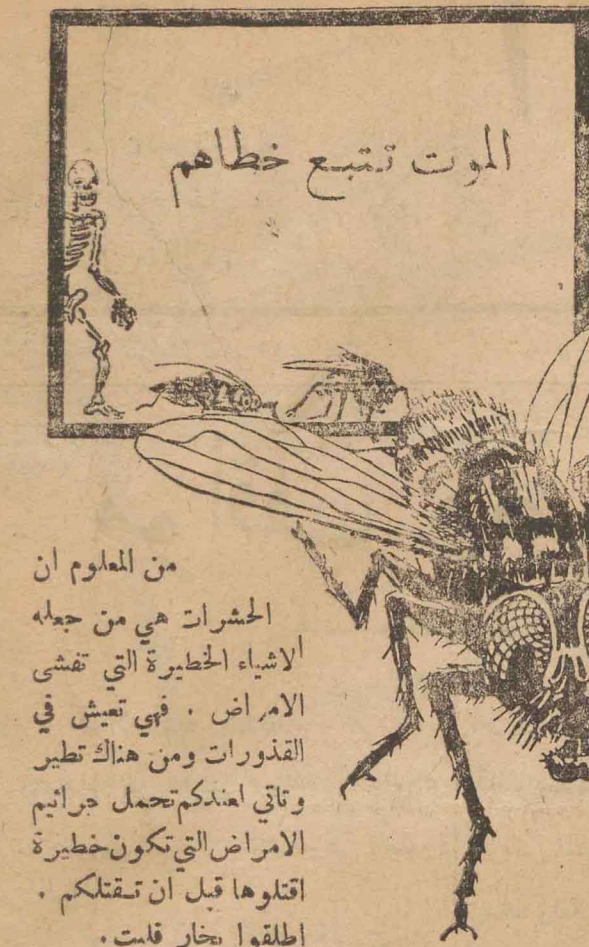 الموت تتبع خطاهم
من المعلوم ان
الحشرات هي من جمله
الاشياء الخطيرة التي تفشى
الامراض . فهي تعيش في
القذورات ومن هناك تطير
وتاتي لعندكم تحمل جراثيم
الامراض التي تكون خطيرة
اقتلوها قبل ان تقتلكم .
اطلقوا بخار فليت .